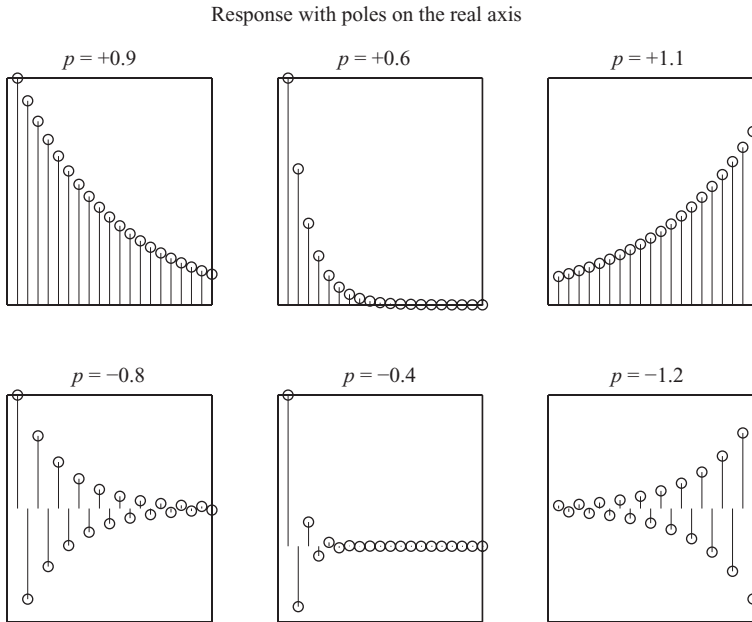 Response with poles on the real axis
p = +0.9
p = +0.6
p = +1.1
p = −0.8
p = −0.4
p = −1.2